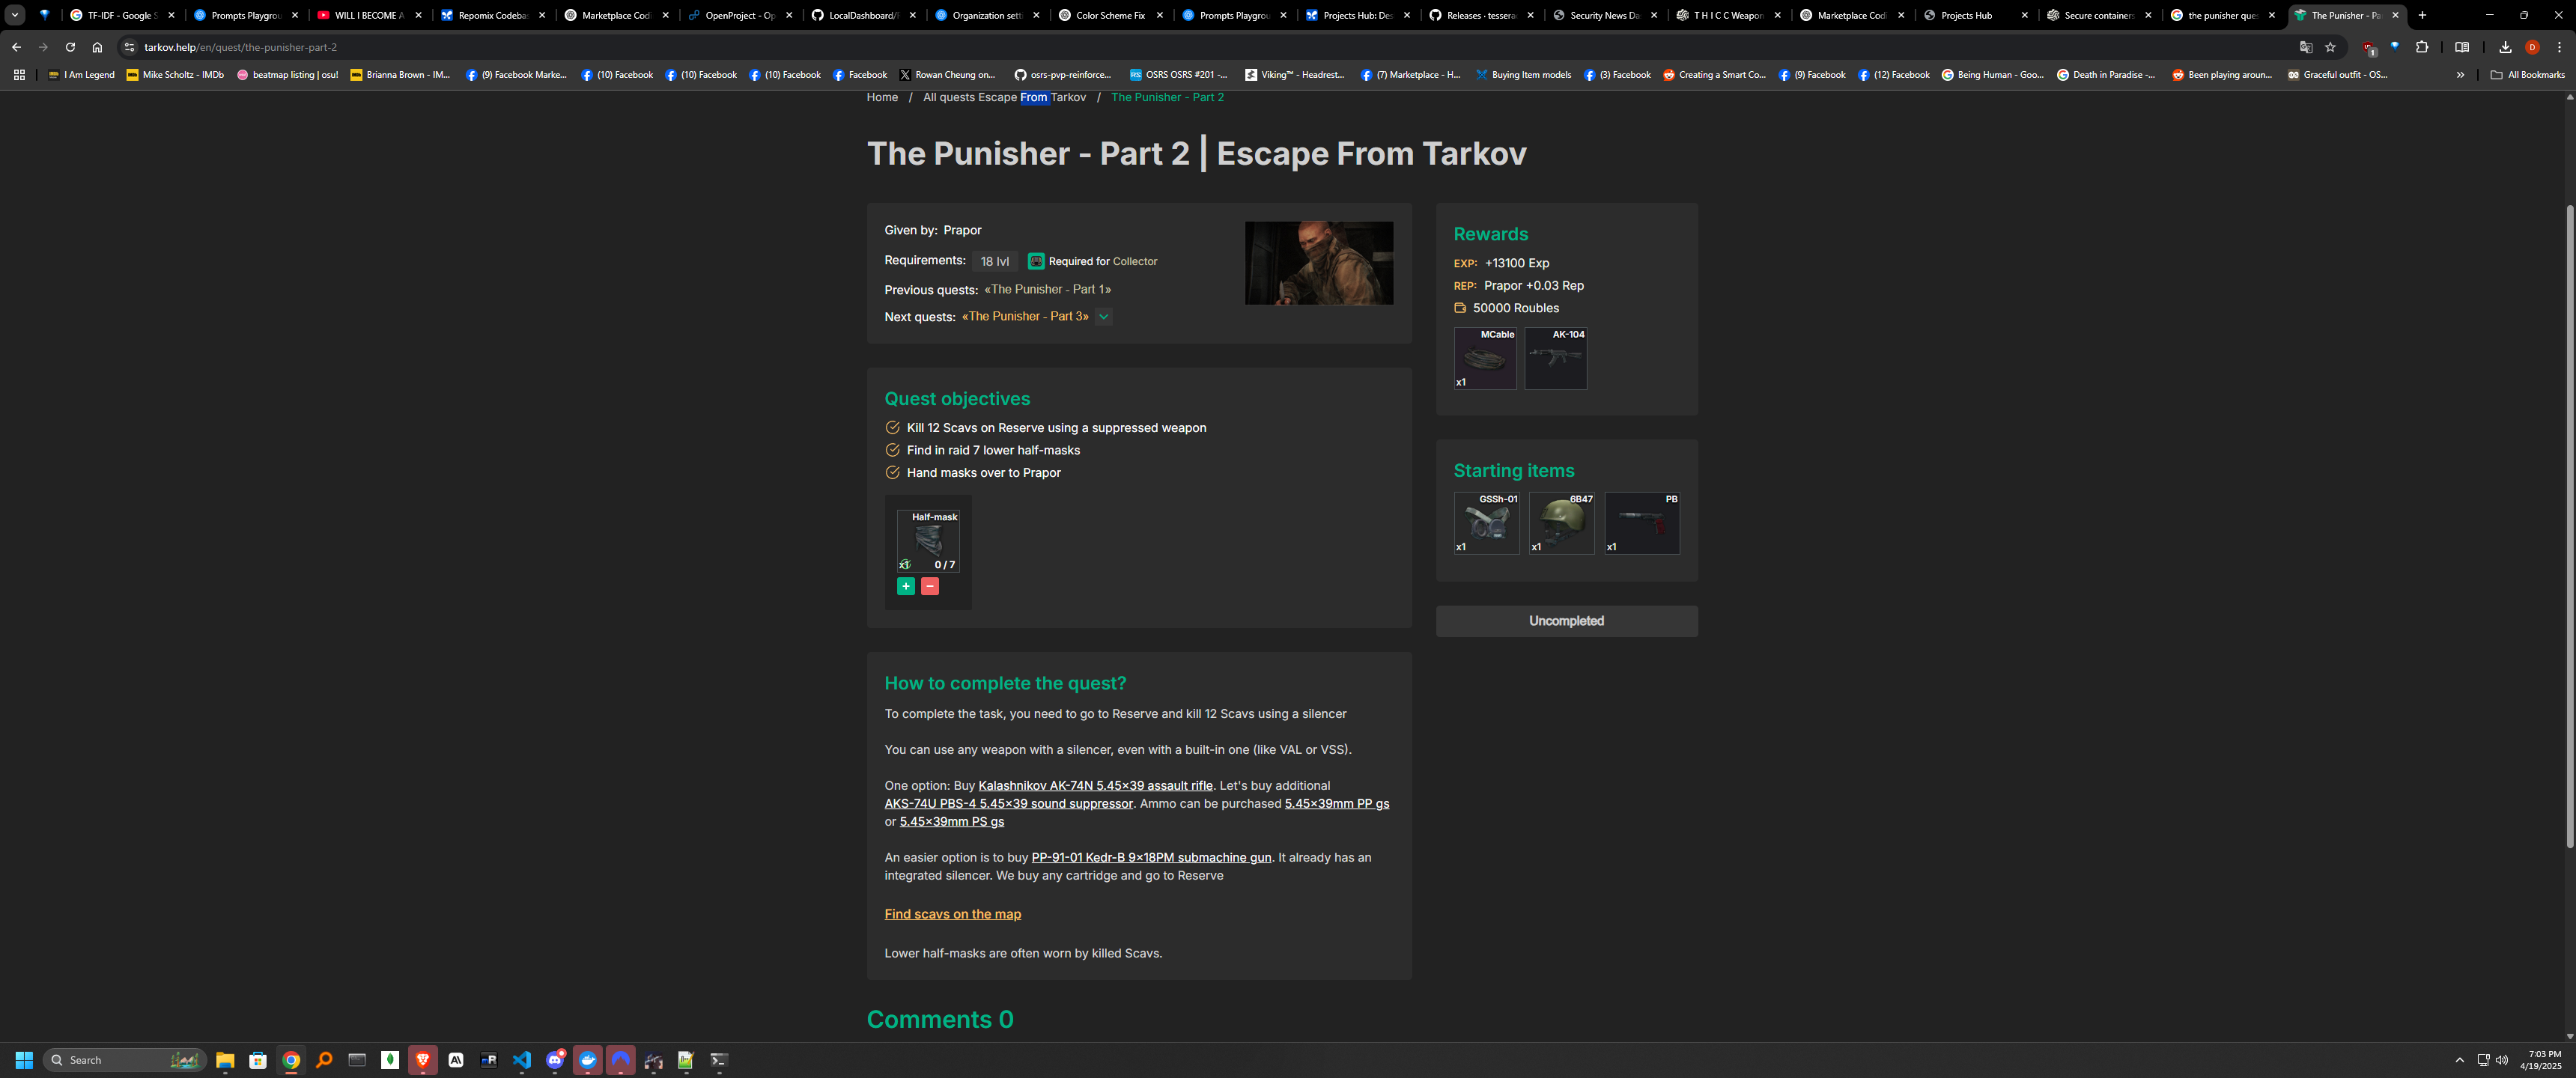 TF-IDF - Google S
Prompts Playgrou
WILL I BECOME A
Repomix Codebas
Marketplace Codi
OpenProject - Op
LocalDashboard/F
Organization setti
Color Scheme Fix
Prompts Playgrou
Projects Hub: Des
Releases · tesserac
Security News Da
T H I C C Weapon
Marketplace Codi
Projects Hub
Secure containers
the punisher ques
The Punisher - Pa
tarkov.help/en/quest/the-punisher-part-2
1
D
I Am Legend
Mike Scholtz - IMDb
beatmap listing | osu!
Brianna Brown - IM...
(9) Facebook Marke...
(10) Facebook
(10) Facebook
(10) Facebook
Facebook
Rowan Cheung on...
osrs-pvp-reinforce...
OSRS OSRS #201 -...
Viking™ - Headrest...
(7) Marketplace - H...
Buying Item models
(3) Facebook
Creating a Smart Co...
(9) Facebook
(12) Facebook
Being Human - Goo...
Death in Paradise -...
Been playing aroun...
Graceful outfit - OS...
All Bookmarks
Home / All quests Escape From Tarkov / The Punisher - Part 2
The Punisher - Part 2 | Escape From Tarkov
Given by: Prapor
Requirements: 18 lvl Required for Collector
Previous quests: «The Punisher - Part 1»
Next quests: «The Punisher - Part 3»
Quest objectives
Kill 12 Scavs on Reserve using a suppressed weapon
Find in raid 7 lower half-masks
Hand masks over to Prapor
Half-mask
x1 0 / 7
+ −
How to complete the quest?
To complete the task, you need to go to Reserve and kill 12 Scavs using a silencer
You can use any weapon with a silencer, even with a built-in one (like VAL or VSS).
One option: Buy Kalashnikov AK-74N 5.45×39 assault rifle. Let's buy additional
AKS-74U PBS-4 5.45×39 sound suppressor. Ammo can be purchased 5.45×39mm PP gs
or 5.45×39mm PS gs
An easier option is to buy PP-91-01 Kedr-B 9×18PM submachine gun. It already has an
integrated silencer. We buy any cartridge and go to Reserve
Find scavs on the map
Lower half-masks are often worn by killed Scavs.
Comments 0
Rewards
EXP: +13100 Exp
REP: Prapor +0.03 Rep
50000 Roubles
MCable
x1
AK-104
Starting items
GSSh-01
x1
6B47
x1
PB
x1
Uncompleted
Search
7:03 PM
4/19/2025